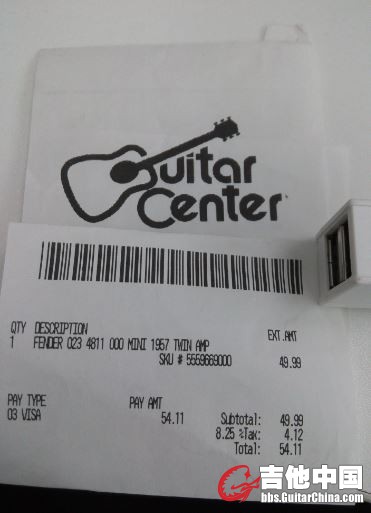 Guitar
Center
QTY DESCRIPTION EXT.AMT
1 FENDER 023 4811 000 MINI 1957 TWIN AMP
SKU # 5559669000 49.99
PAY TYPE PAY AMT
03 VISA 54.11
Subtotal: 49.99
8.25 %Tax: 4.12
Total: 54.11
吉他中国
bbs.GuitarChina.com